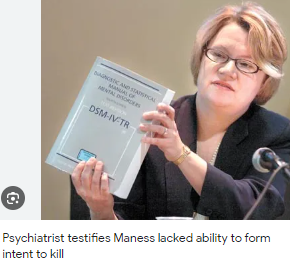 DIAGNOSTIC AND STATISTICAL
MANUAL OF
MENTAL DISORDERS
DSM-IV-TR
Psychiatrist testifies Maness lacked ability to form
intent to kill